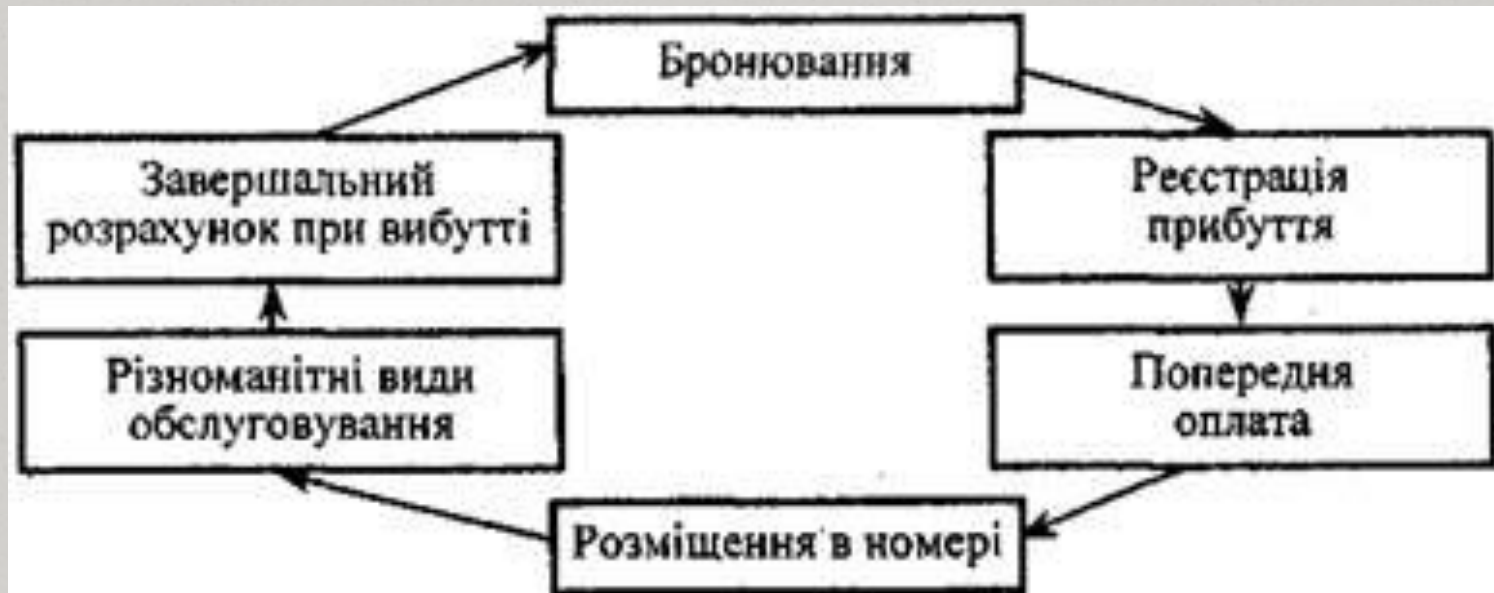 Бронювання
Реєстрація
прибуття
Попередня
оплата
Розміщення в номері
Різноманітні види
обслуговування
Завершальний
розрахунок при вибутті